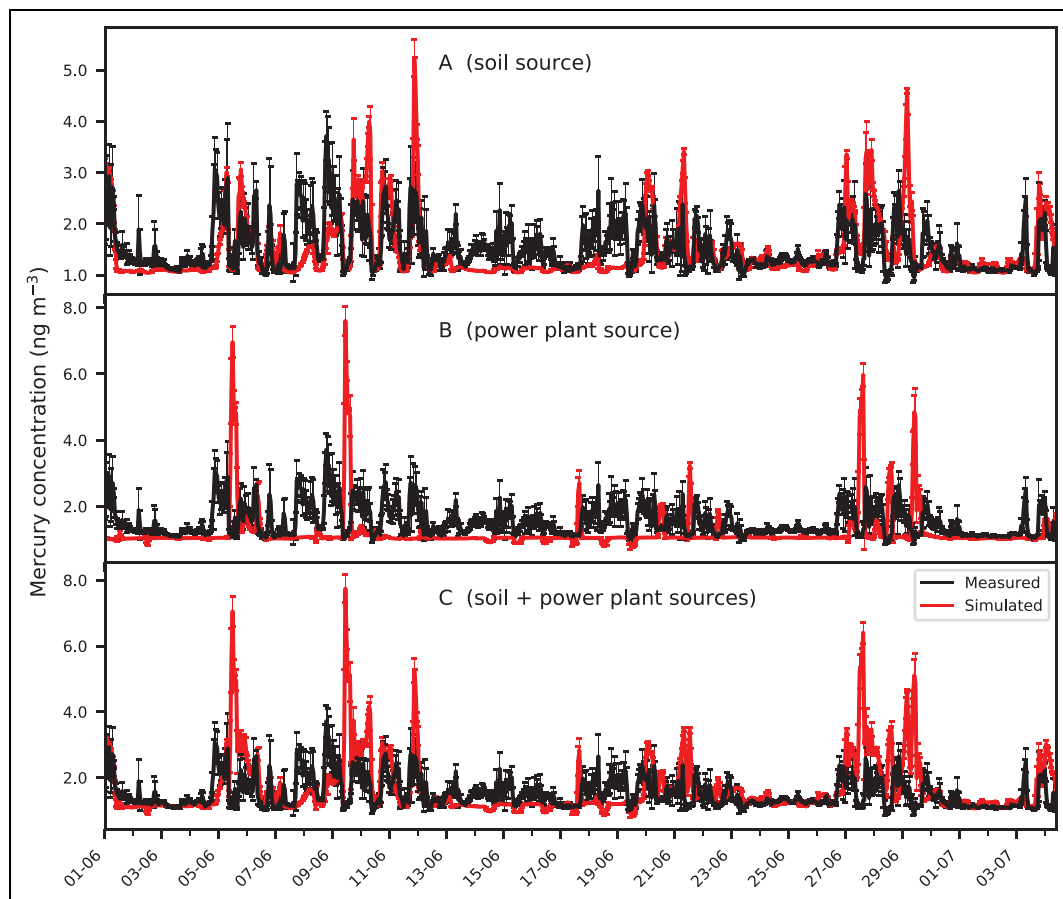 Mercury concentration (ng m⁻³)
A (soil source)
5.0
4.0
3.0
2.0
1.0
B (power plant source)
8.0
6.0
4.0
2.0
C (soil + power plant sources)
Measured
Simulated
8.0
6.0
4.0
2.0
01-06 03-06 05-06 07-06 09-06 11-06 13-06 15-06 17-06 19-06 21-06 23-06 25-06 27-06 29-06 01-07 03-07